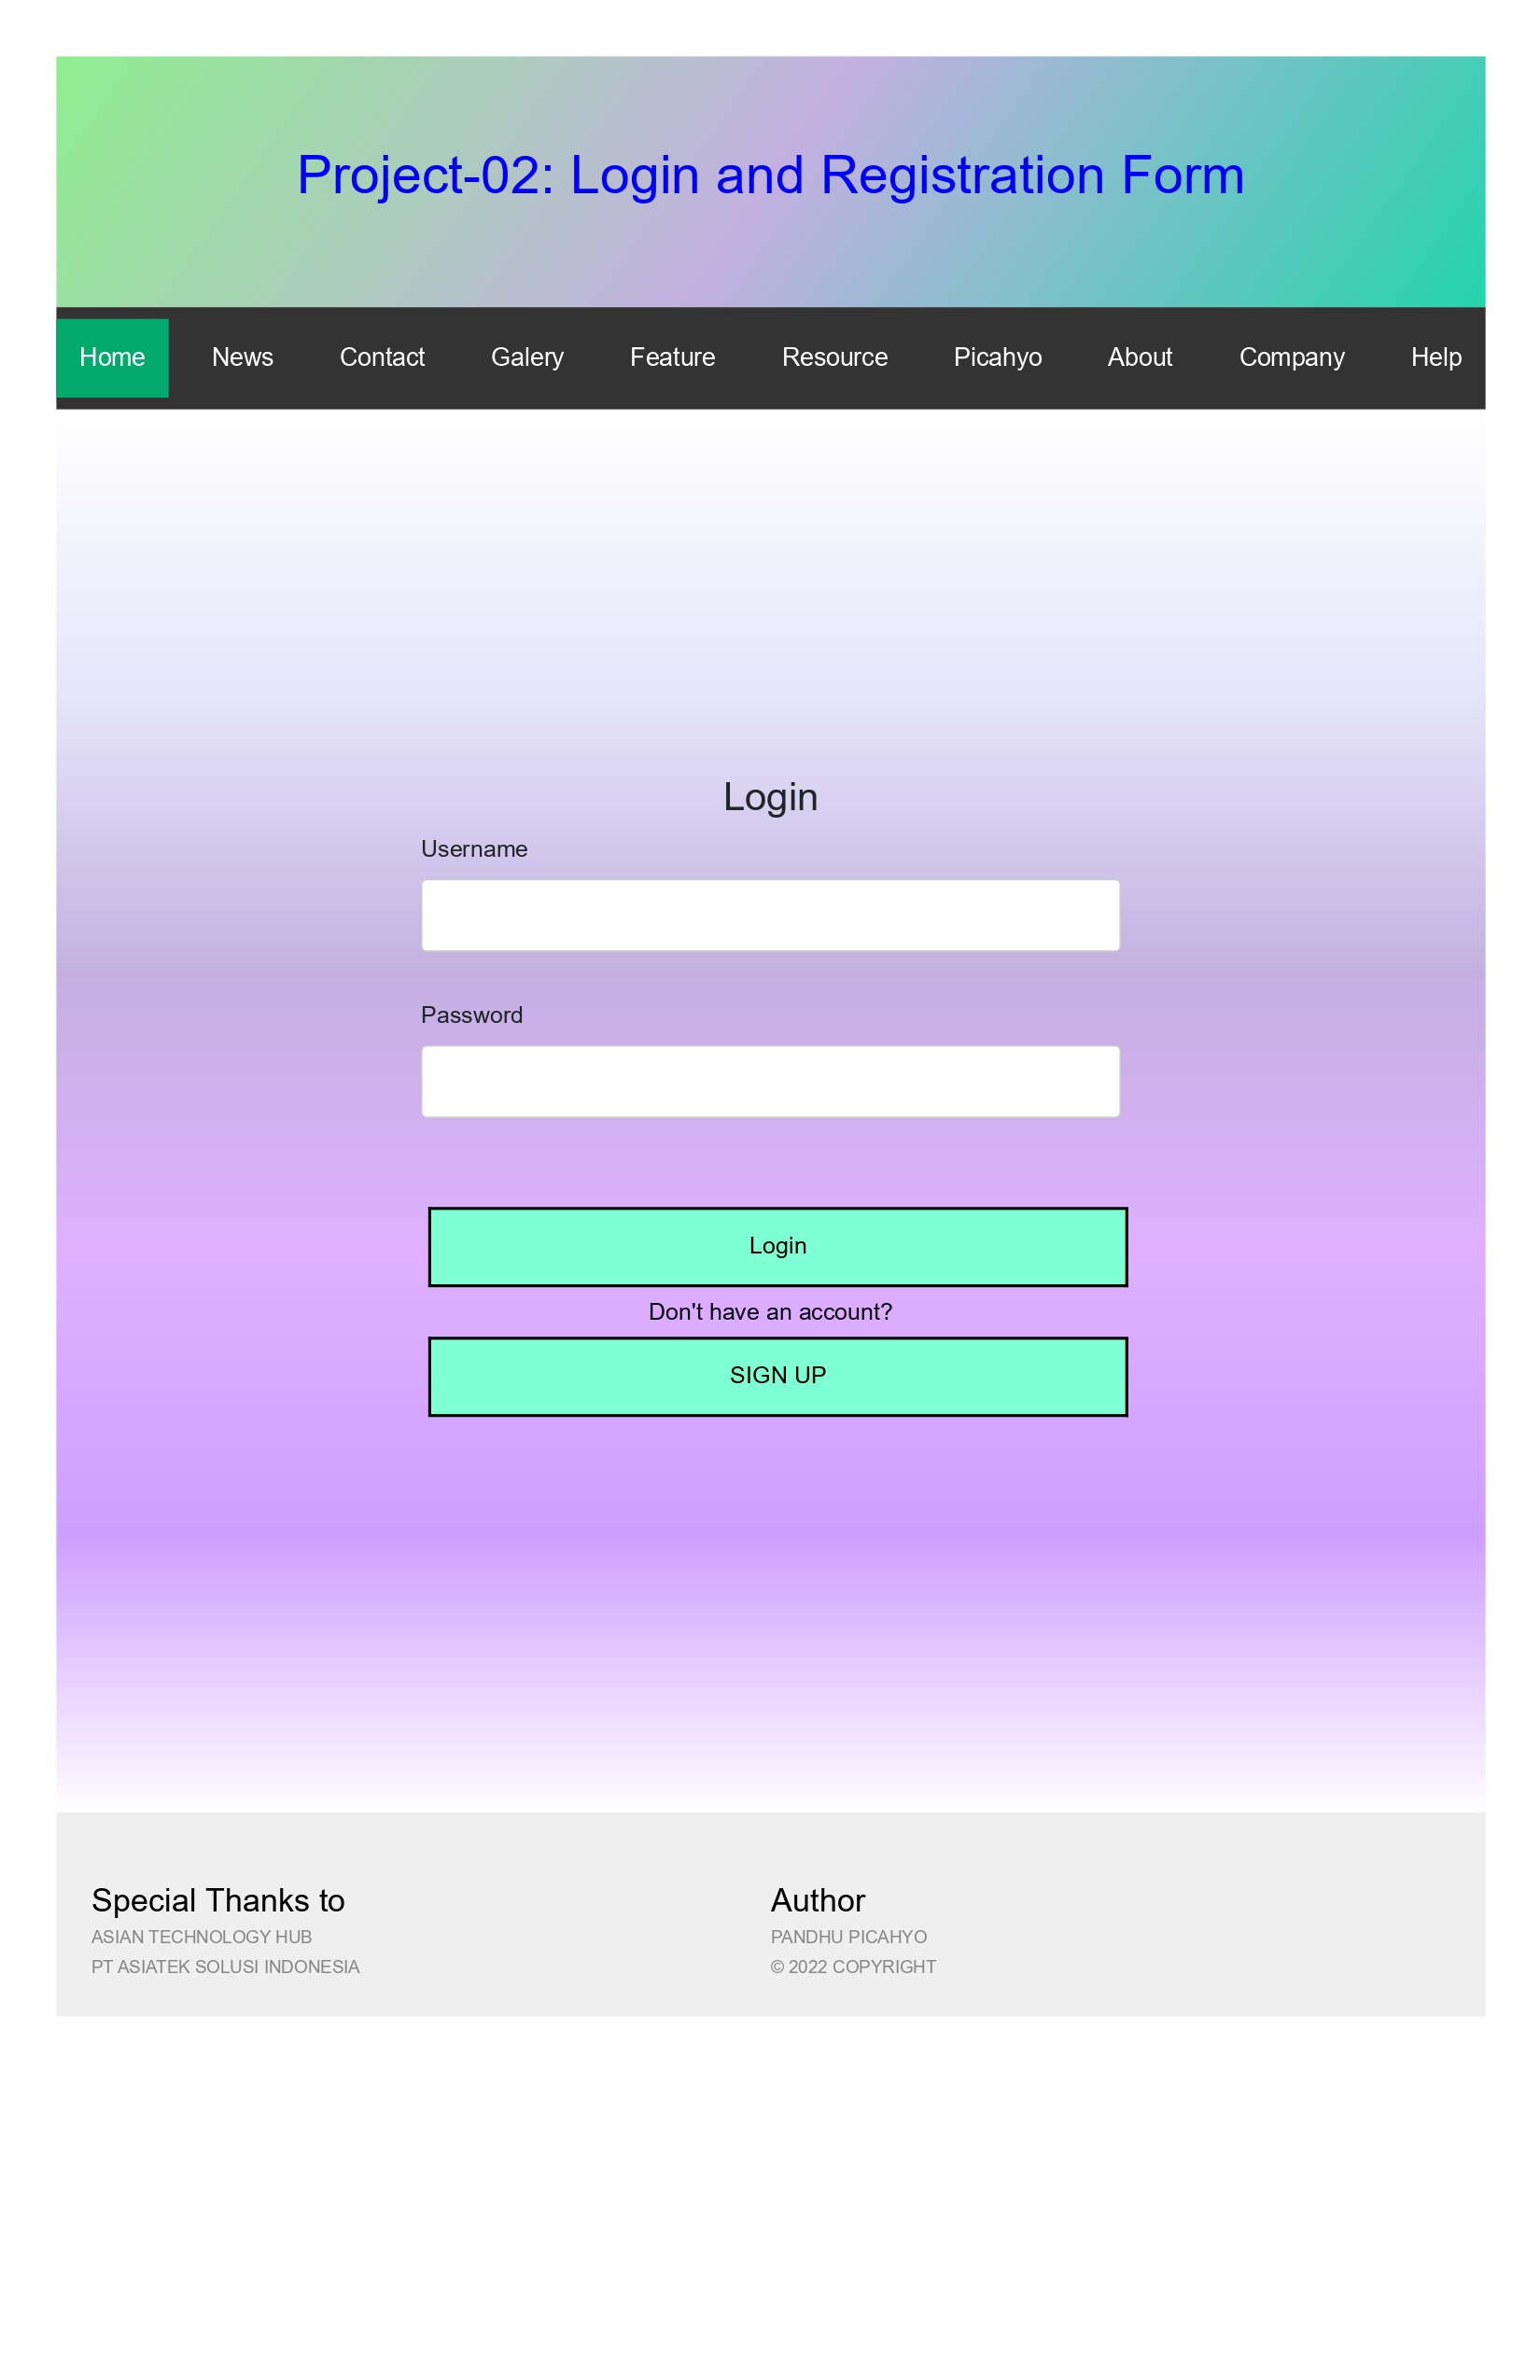 Project-02: Login and Registration Form
Home News Contact Galery Feature Resource Picahyo About Company Help
Login
Username
Password
Login
Don't have an account?
SIGN UP
Special Thanks to
ASIAN TECHNOLOGY HUB
PT ASIATEK SOLUSI INDONESIA
Author
PANDHU PICAHYO
© 2022 COPYRIGHT